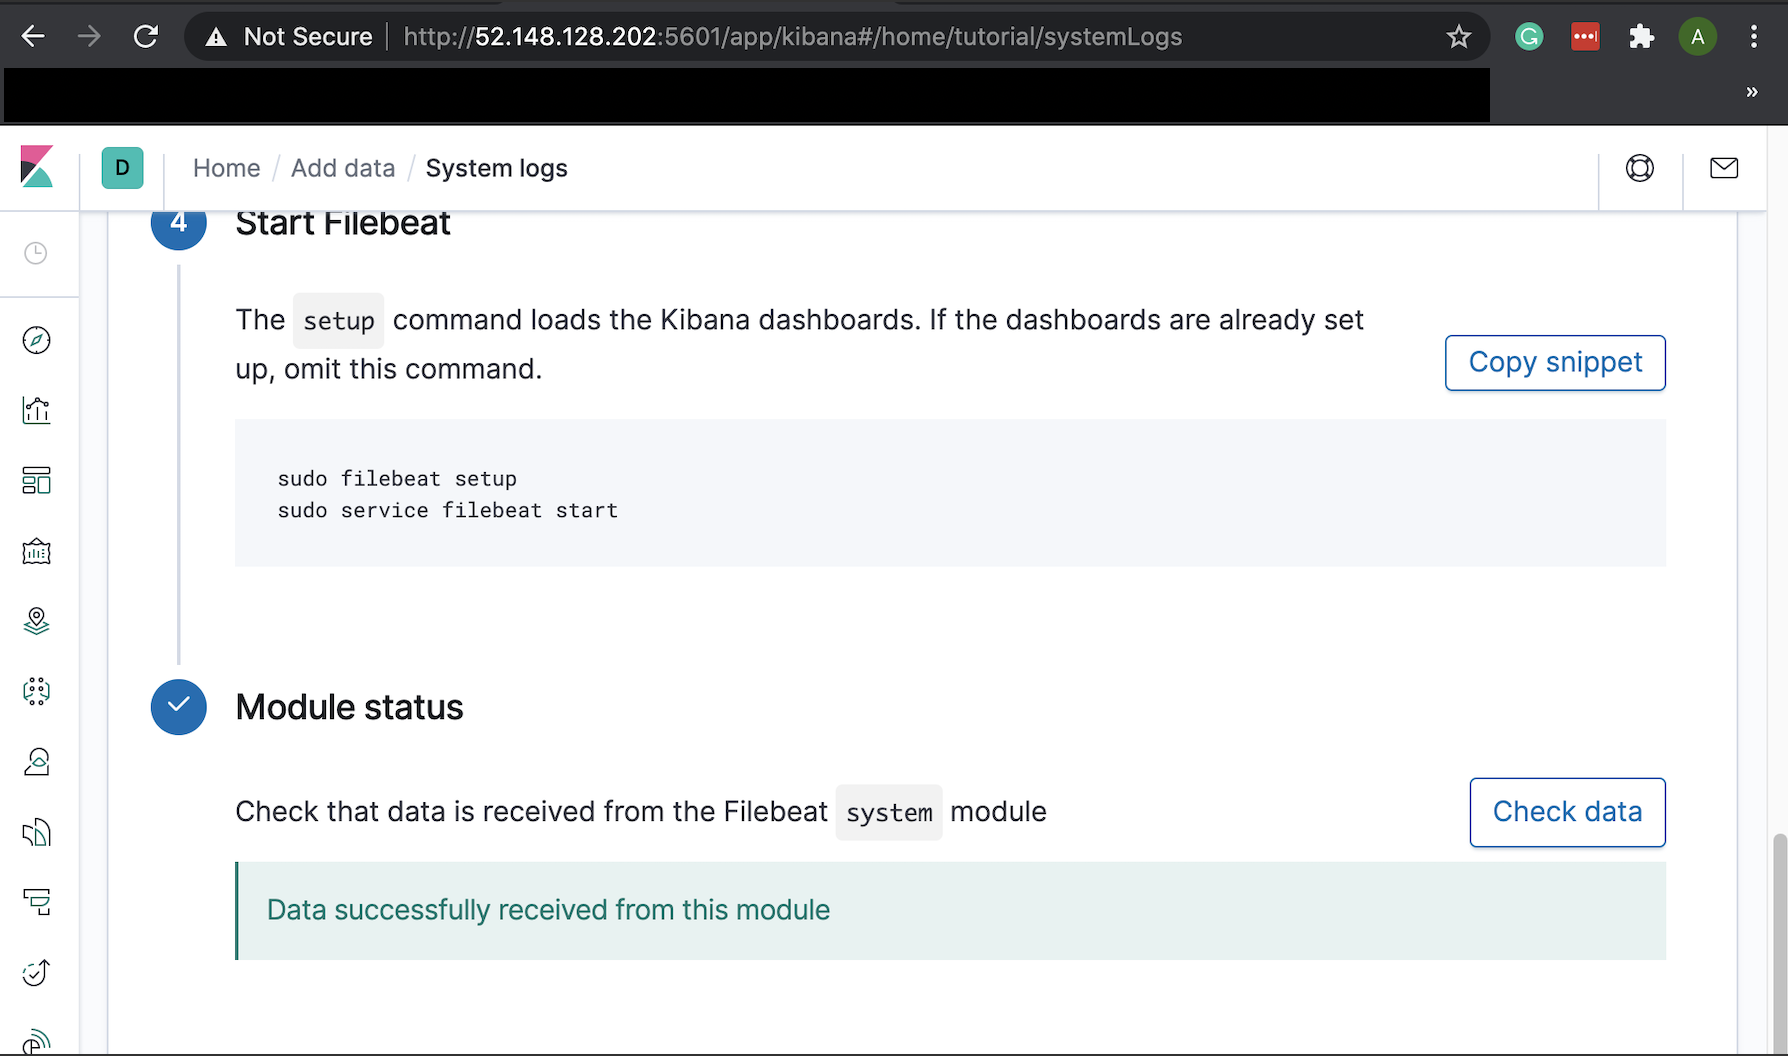 Not Secure http://52.148.128.202:5601/app/kibana#/home/tutorial/systemLogs
A
»
D Home / Add data / System logs
4 Start Filebeat
The setup command loads the Kibana dashboards. If the dashboards are already set
up, omit this command.
Copy snippet
sudo filebeat setup
sudo service filebeat start
Module status
Check that data is received from the Filebeat system module
Check data
Data successfully received from this module